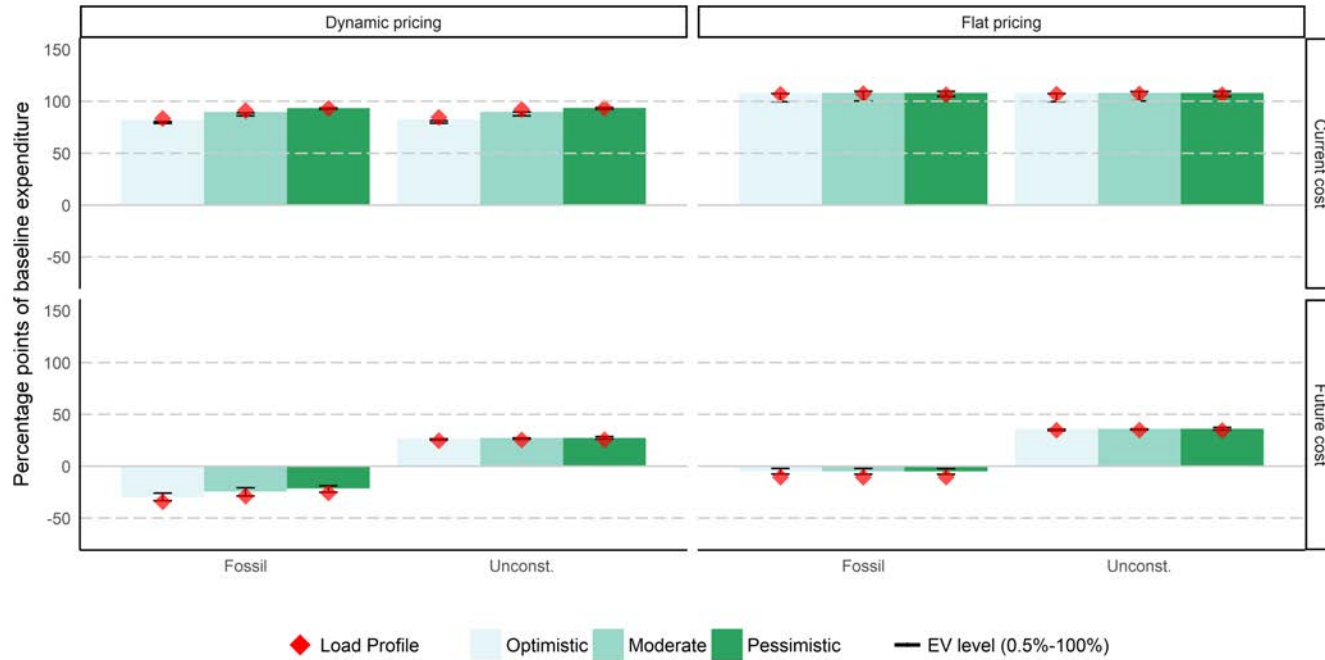 Dynamic pricing
Flat pricing
Percentage points of baseline expenditure
150
100
50
0
-50
Current cost
150
100
50
0
-50
Future cost
Fossil
Unconst.
Fossil
Unconst.
Load Profile
Optimistic
Moderate
Pessimistic
EV level (0.5%-100%)